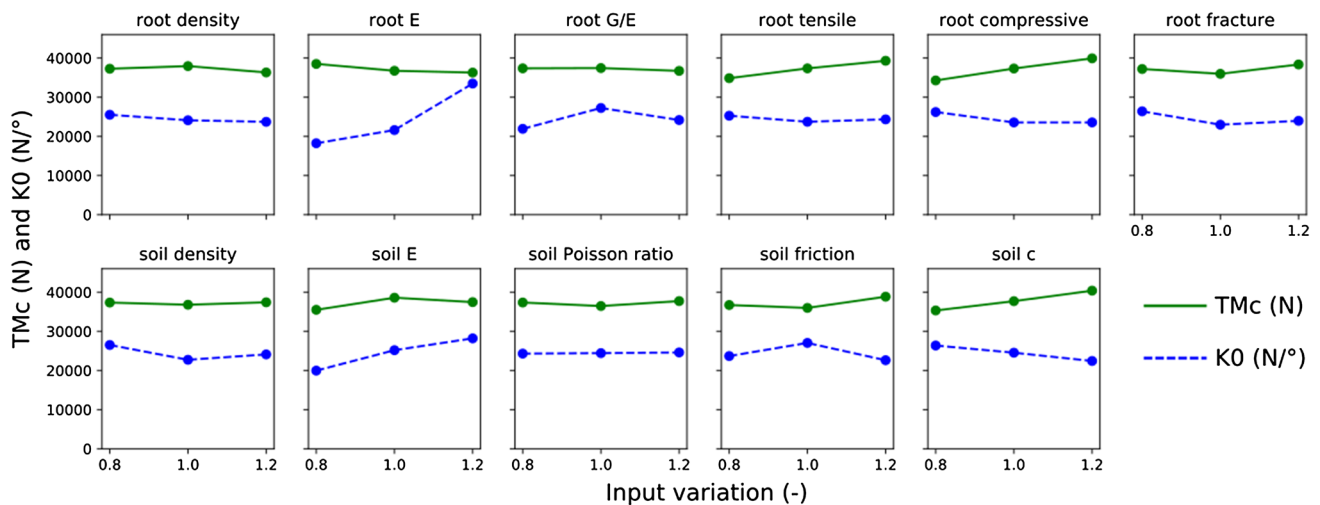 root density
root E
root G/E
root tensile
root compressive
root fracture
40000
30000
20000
10000
0
0.8 1.0 1.2
TMc (N) and K0 (N/°)
soil density
soil E
soil Poisson ratio
soil friction
soil c
40000
30000
20000
10000
0
0.8 1.0 1.2
0.8 1.0 1.2
0.8 1.0 1.2
0.8 1.0 1.2
0.8 1.0 1.2
TMc (N)
K0 (N/°)
Input variation (-)